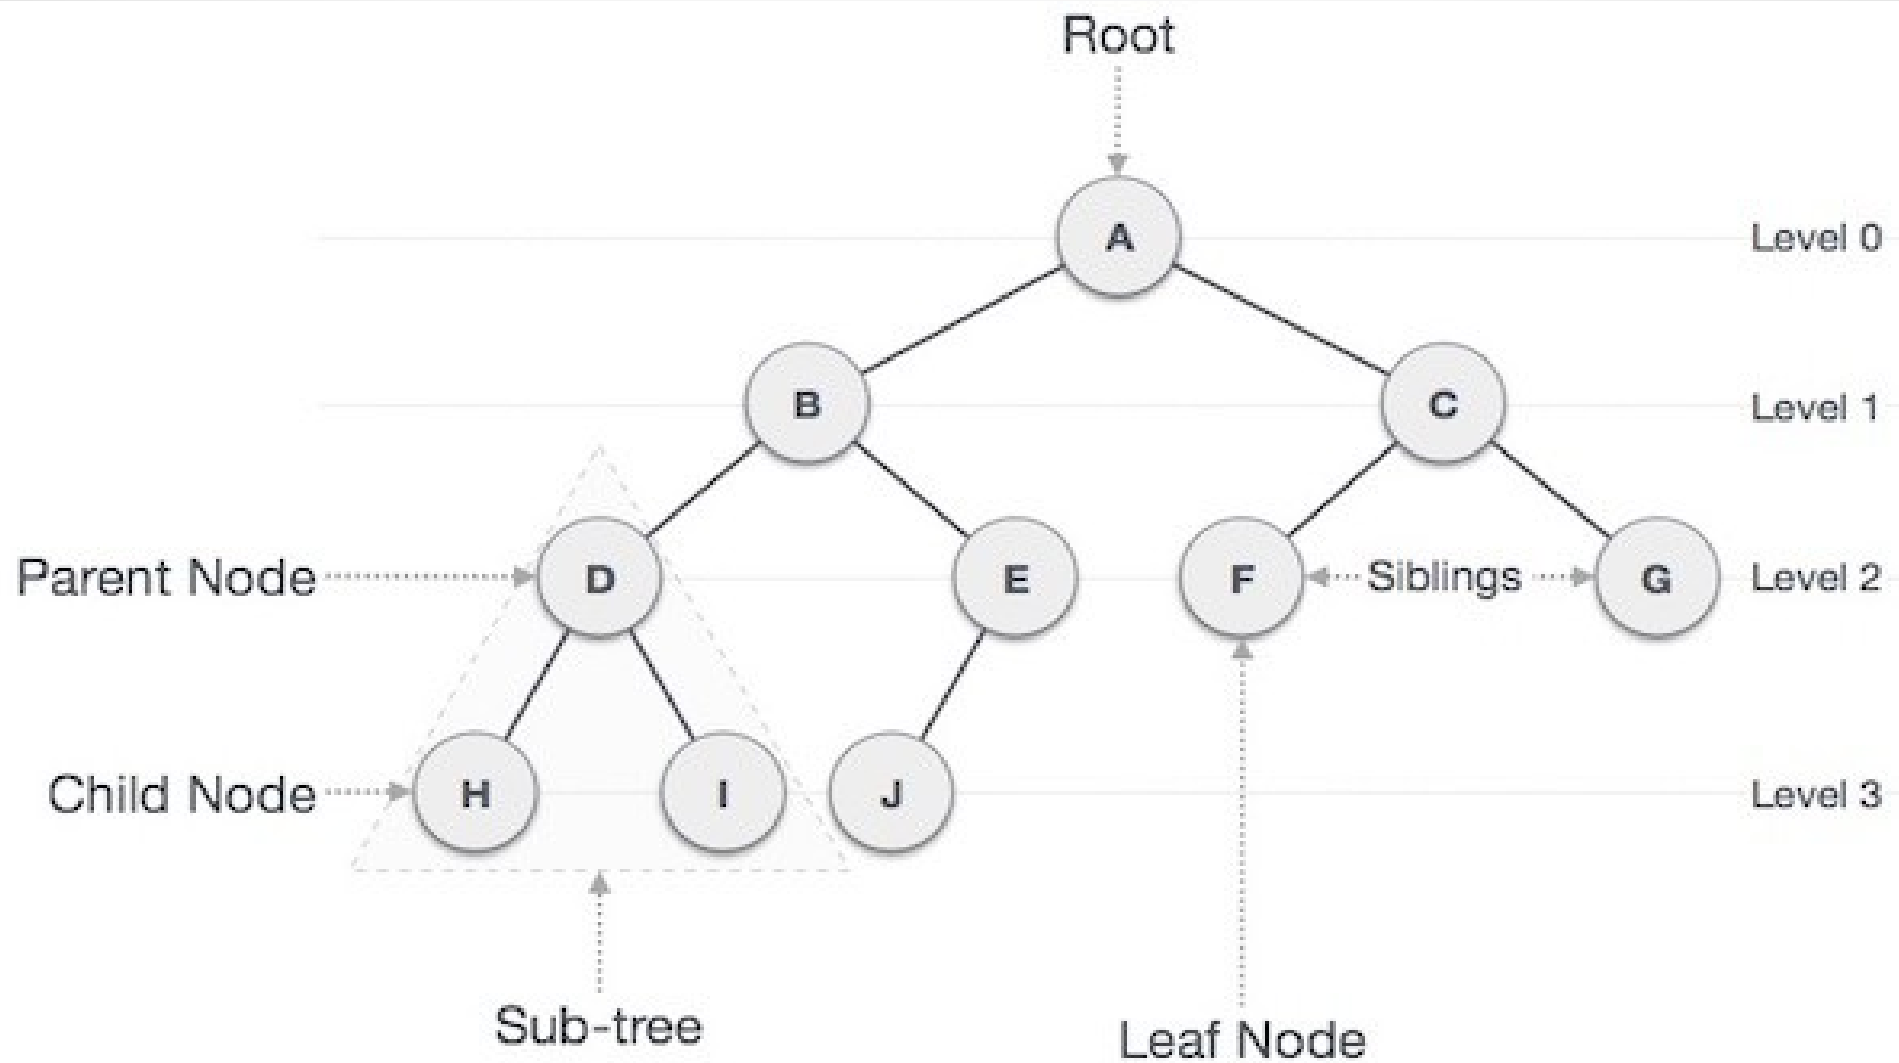 Root
A
Level 0
B
C
Level 1
Parent Node
D
E
F
Siblings
G
Level 2
Child Node
H
I
J
Level 3
Sub-tree
Leaf Node